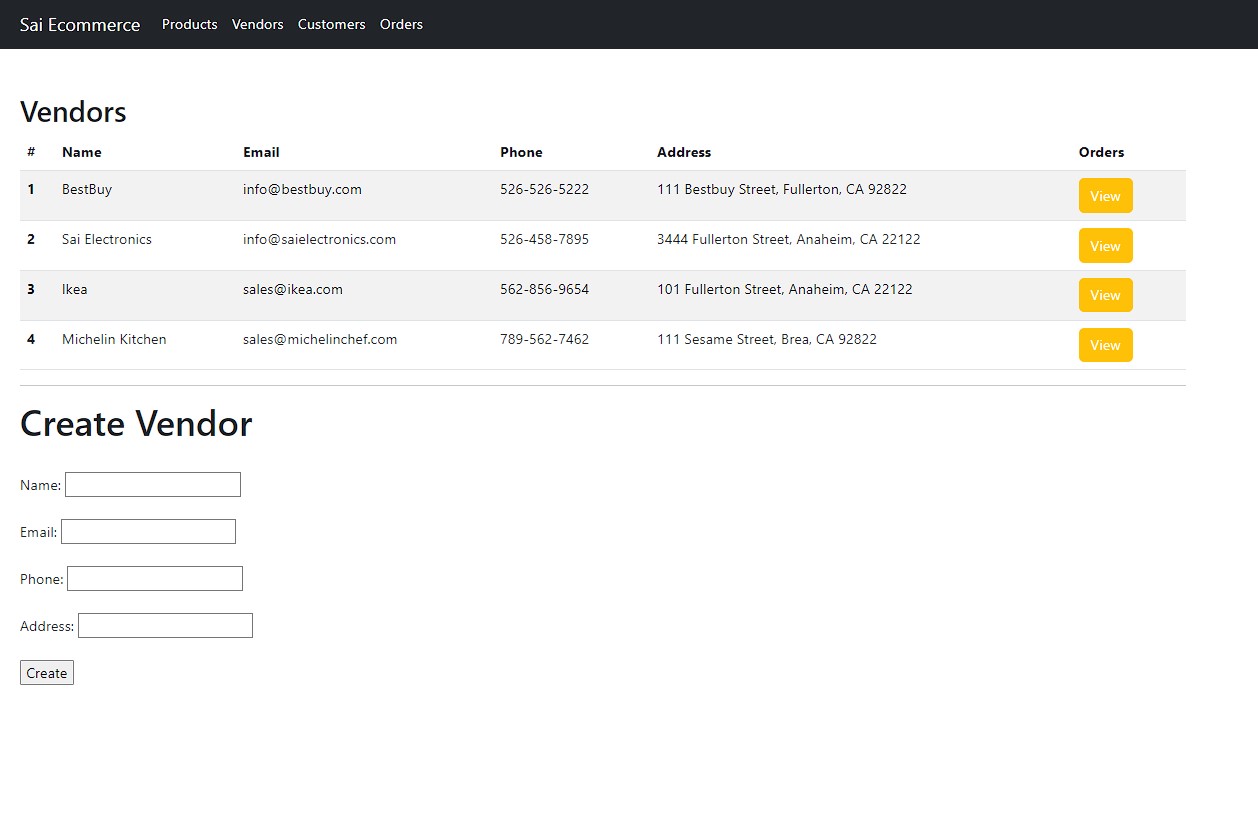 Sai Ecommerce Products Vendors Customers Orders
Vendors
# Name Email Phone Address Orders
1 BestBuy info@bestbuy.com 526-526-5222 111 Bestbuy Street, Fullerton, CA 92822 View
2 Sai Electronics info@saielectronics.com 526-458-7895 3444 Fullerton Street, Anaheim, CA 22122 View
3 Ikea sales@ikea.com 562-856-9654 101 Fullerton Street, Anaheim, CA 22122 View
4 Michelin Kitchen sales@michelinchef.com 789-562-7462 111 Sesame Street, Brea, CA 92822 View
Create Vendor
Name:
Email:
Phone:
Address:
Create